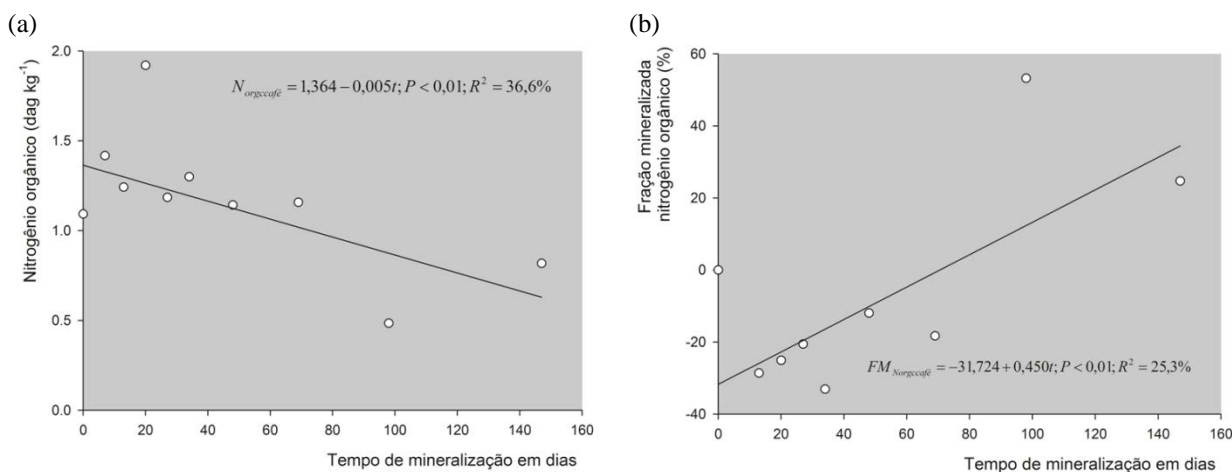 (a)
Nitrogênio orgânico (dag kg⁻¹)
2.0
1.5
1.0
0.5
0.0
N_orgccafé = 1,364 − 0,005t; P < 0,01; R² = 36,6%
0 20 40 60 80 100 120 140 160
Tempo de mineralização em dias
(b)
Fração mineralizada
nitrogênio orgânico (%)
60
40
20
0
-20
-40
FM_Norgccafé = −31,724 + 0,450t; P < 0,01; R² = 25,3%
0 20 40 60 80 100 120 140 160
Tempo de mineralização em dias